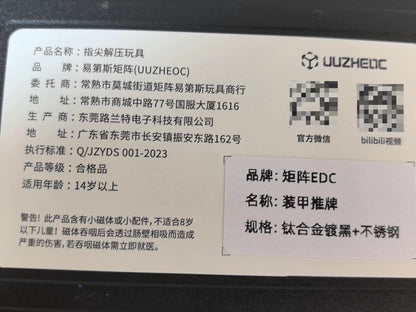 产品名称：指尖解压玩具
品　　牌：易第斯矩阵(UUZHEOC)
委 托 商：常熟市莫城街道矩阵易第斯玩具商行
地　　址：常熟市商城中路77号国服大厦1616
生 产 商：东莞路兰特电子科技有限公司
地　　址：广东省东莞市长安镇振安东路162号
执行标准：Q/JZYDS 001-2023
产品等级：合格品
适用年龄：14岁以上
警告! 此产品含有小磁体或小配件，不适合8岁
以下儿童! 磁体吞咽后会透过肠壁相吸而造成
严重的伤害，若吞咽磁体需立即就医。
UUZHEOC
官方微信
bilibili视频
品牌：矩阵EDC
名称：装甲推牌
规格：钛合金镀黑+不锈钢